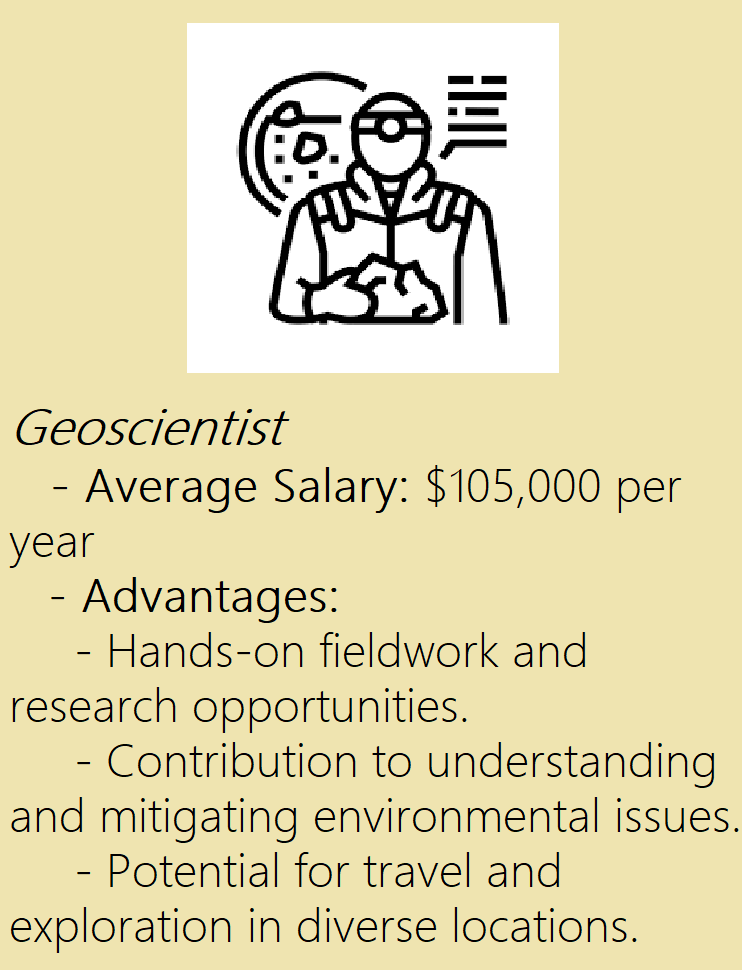 Geoscientist
- Average Salary: $105,000 per
year
- Advantages:
- Hands-on fieldwork and
research opportunities.
- Contribution to understanding
and mitigating environmental issues.
- Potential for travel and
exploration in diverse locations.